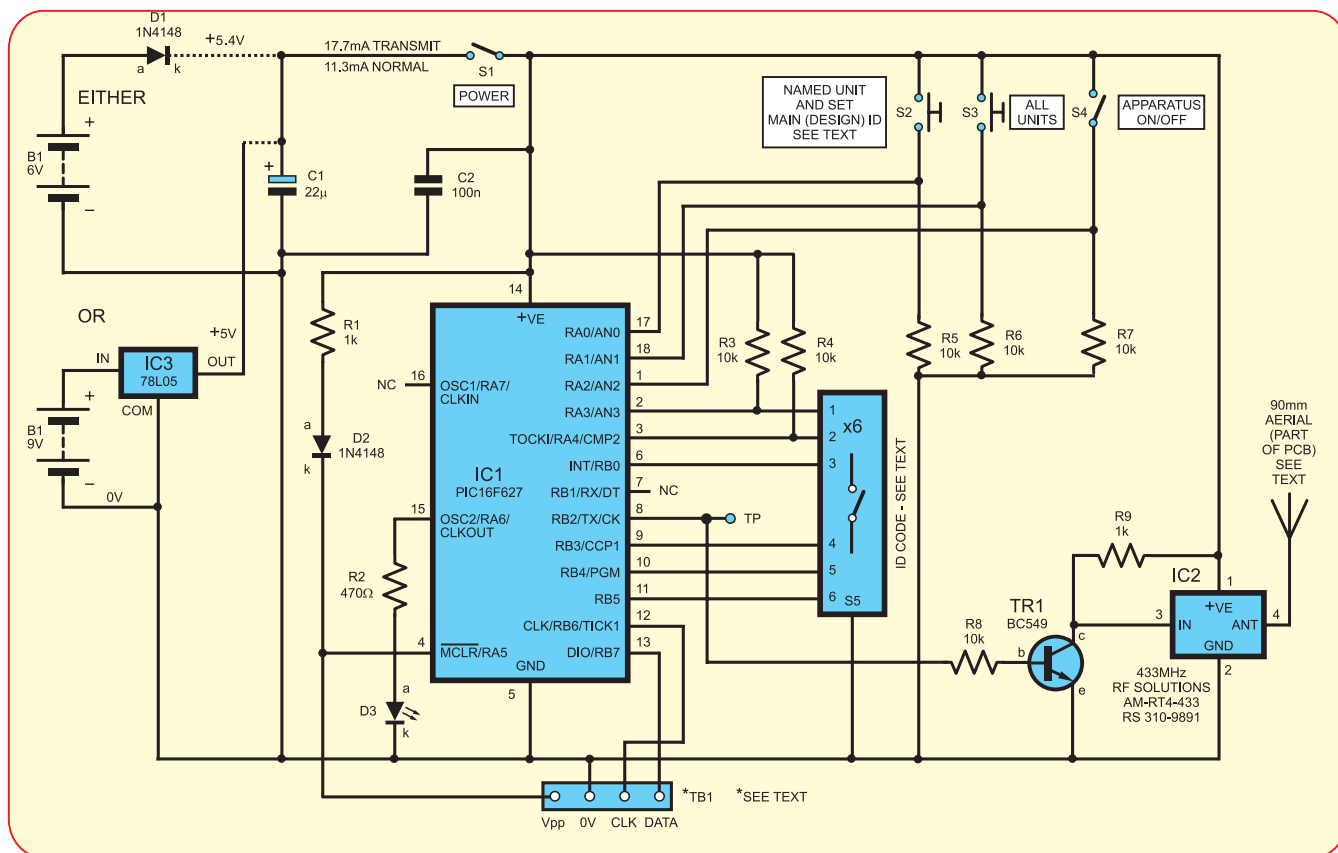 D1
1N4148
+5.4V
a
k
17.7mA TRANSMIT
11.3mA NORMAL
S1
POWER
EITHER
+
B1
6V
−
+
C1
22µ
C2
100n
NAMED UNIT
AND SET
MAIN (DESIGN) ID
SEE TEXT
S2
S3
ALL
UNITS
S4
APPARATUS
ON/OFF
OR
+5V
IN
IC3
78L05
OUT
COM
+
B1
9V
−
0V
R1
1k
a
D2
1N4148
k
14
+VE
NC
16
OSC1/RA7/
CLKIN
IC1
PIC16F627
15
OSC2/RA6/
CLKOUT
R2
470Ω
4
MCLR/RA5
GND
5
a
D3
k
RA0/AN0
17
RA1/AN1
18
RA2/AN2
1
RA3/AN3
2
TOCKI/RA4/CMP2
3
INT/RB0
6
RB1/RX/DT
7
NC
RB2/TX/CK
8
TP
RB3/CCP1
9
RB4/PGM
10
RB5
11
CLK/RB6/TICK1
12
DIO/RB7
13
R3
10k
R4
10k
R5
10k
R6
10k
R7
10k
1
2
3
4
5
6
x6
S5
ID CODE - SEE TEXT
90mm
AERIAL
(PART
OF PCB)
SEE
TEXT
R9
1k
IC2
1
+VE
3
IN
ANT
4
GND
2
TR1
BC549
R8
10k
b
c
e
433MHz
RF SOLUTIONS
AM-RT4-433
RS 310-9891
*TB1
*SEE TEXT
Vpp
0V
CLK
DATA